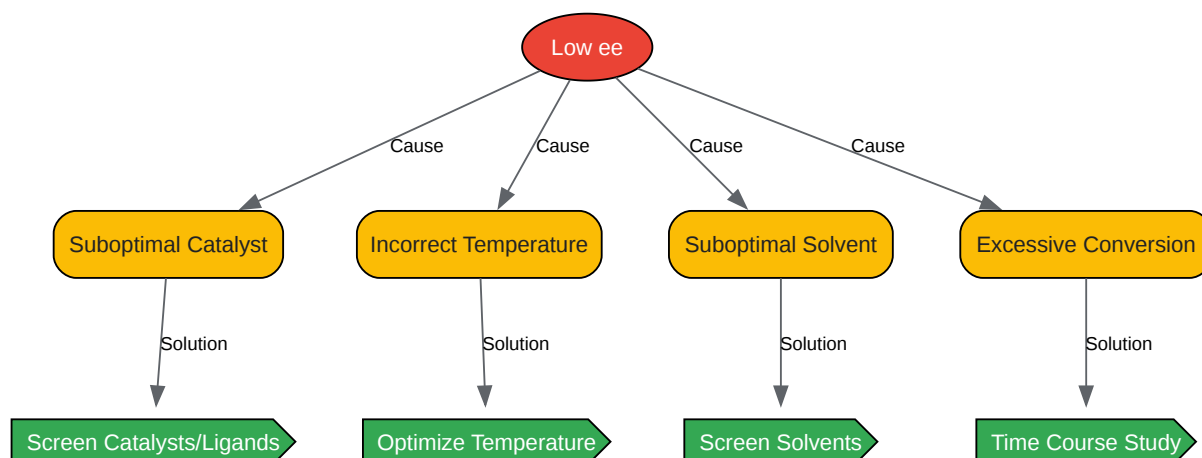 Low ee
Cause
Cause
Cause
Cause
Suboptimal Catalyst
Incorrect Temperature
Suboptimal Solvent
Excessive Conversion
Solution
Solution
Solution
Solution
Screen Catalysts/Ligands
Optimize Temperature
Screen Solvents
Time Course Study